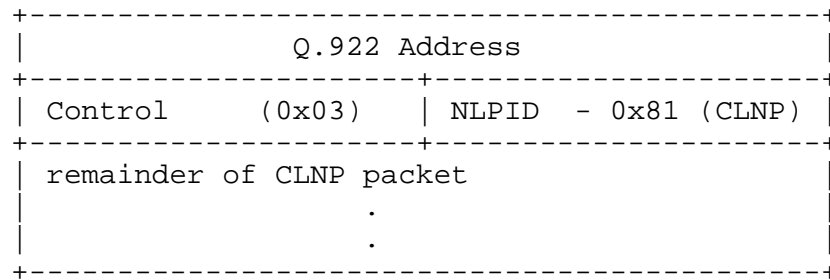 Q.922 Address
Control (0x03) | NLPID - 0x81 (CLNP)
remainder of CLNP packet
.
.